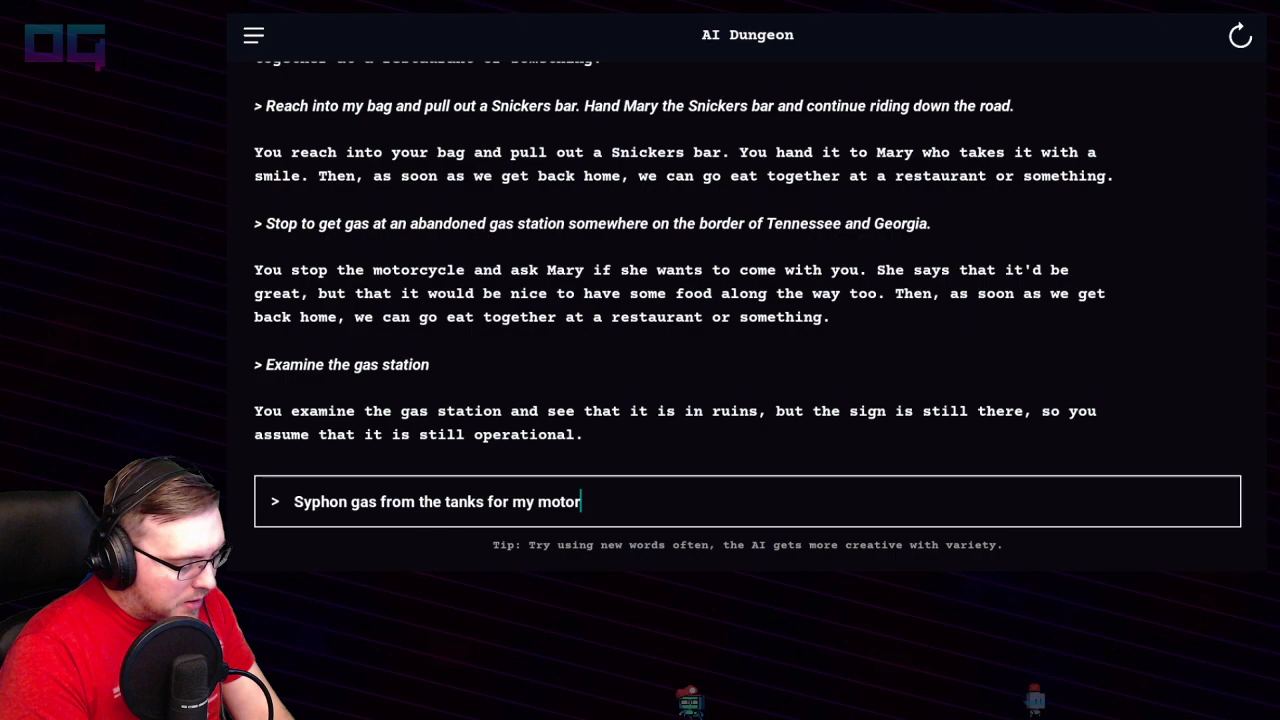 OG
AI Dungeon
together at a restaurant or something.
> Reach into my bag and pull out a Snickers bar. Hand Mary the Snickers bar and continue riding down the road.
You reach into your bag and pull out a Snickers bar. You hand it to Mary who takes it with a
smile. Then, as soon as we get back home, we can go eat together at a restaurant or something.
> Stop to get gas at an abandoned gas station somewhere on the border of Tennessee and Georgia.
You stop the motorcycle and ask Mary if she wants to come with you. She says that it'd be
great, but that it would be nice to have some food along the way too. Then, as soon as we get
back home, we can go eat together at a restaurant or something.
> Examine the gas station
You examine the gas station and see that it is in ruins, but the sign is still there, so you
assume that it is still operational.
> Syphon gas from the tanks for my motor
Tip: Try using new words often, the AI gets more creative with variety.